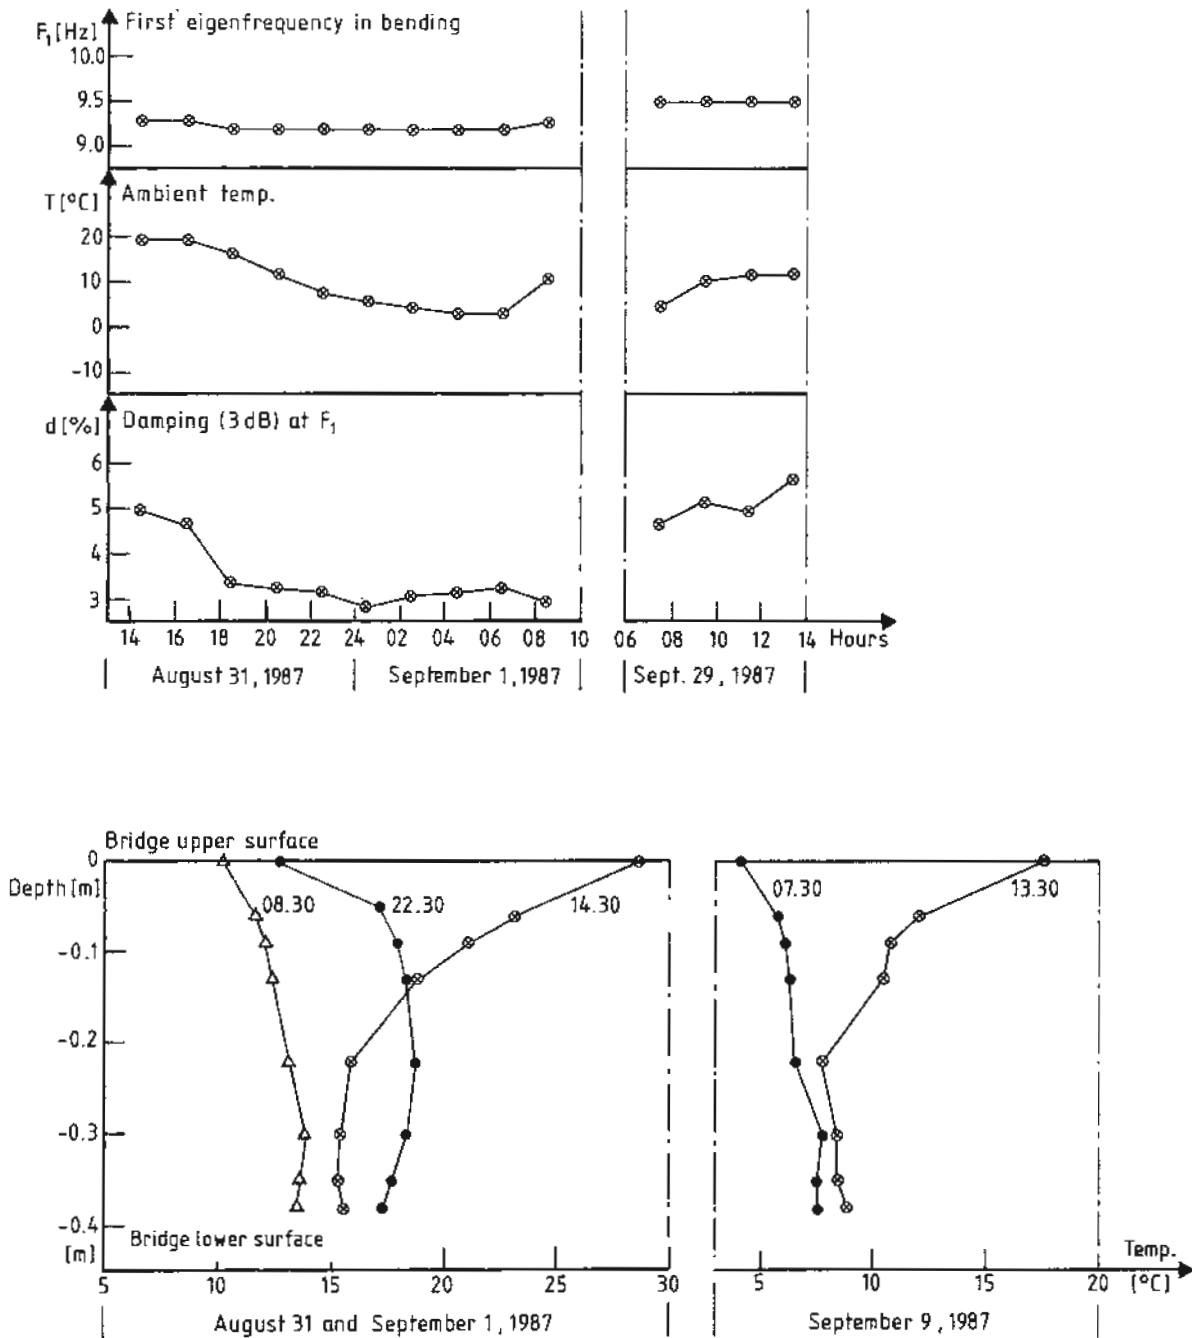 F₁[Hz]
First eigenfrequency in bending
10.0
9.5
9.0
T[°C]
Ambient temp.
20
10
0
-10
d[%]
Damping (3dB) at F₁
6
5
4
3
14 16 18 20 22 24 02 04 06 08 10 06 08 10 12 14 Hours
August 31, 1987 September 1, 1987 Sept. 29, 1987
Bridge upper surface
0
Depth[m]
08.30 22.30 14.30 07.30 13.30
-0.1
-0.2
-0.3
-0.4
[m]
Bridge lower surface
Temp.
[°C]
5 10 15 20 25 30 5 10 15 20
August 31 and September 1, 1987 September 9, 1987